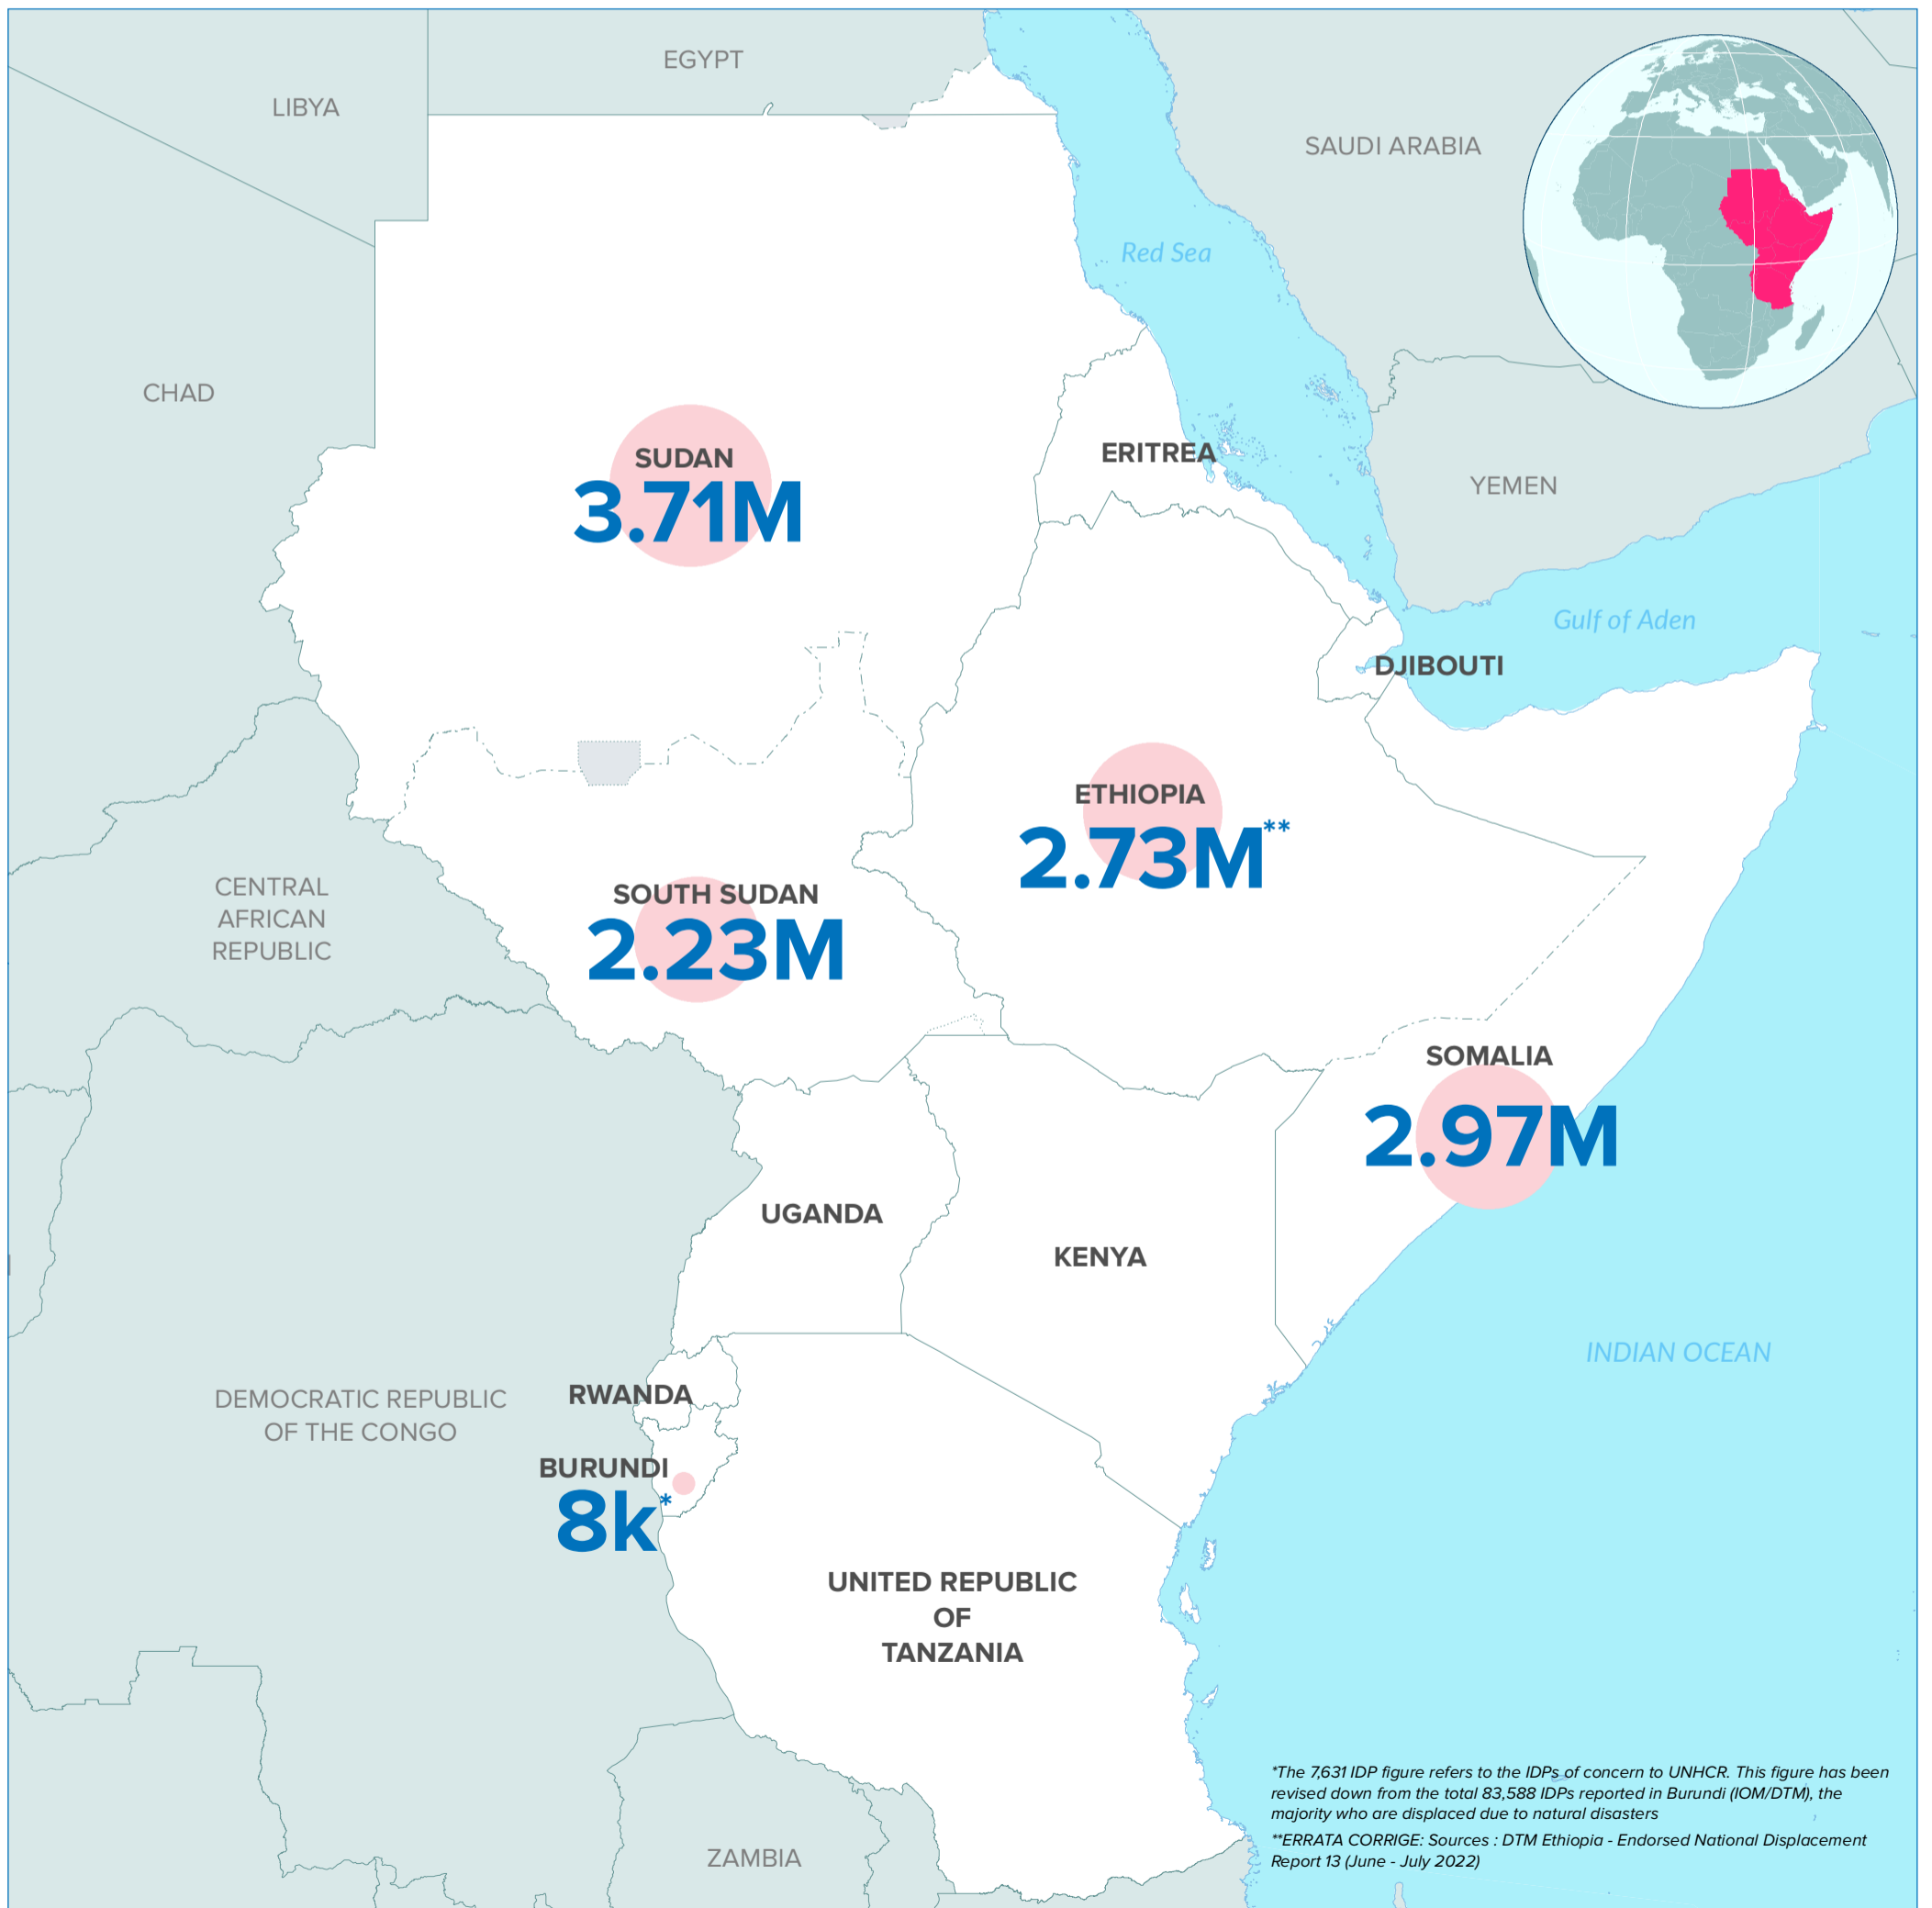 EGYPT
LIBYA
SAUDI ARABIA
Red Sea
CHAD
SUDAN
3.71M
ERITREA
YEMEN
Gulf of Aden
DJIBOUTI
ETHIOPIA
2.73M**
CENTRAL
AFRICAN
REPUBLIC
SOUTH SUDAN
2.23M
SOMALIA
2.97M
UGANDA
KENYA
INDIAN OCEAN
RWANDA
DEMOCRATIC REPUBLIC
OF THE CONGO
BURUNDI
8k*
UNITED REPUBLIC
OF
TANZANIA
ZAMBIA
*The 7,631 IDP figure refers to the IDPs of concern to UNHCR. This figure has been
revised down from the total 83,588 IDPs reported in Burundi (IOM/DTM), the
majority who are displaced due to natural disasters
**ERRATA CORRIGE: Sources : DTM Ethiopia - Endorsed National Displacement
Report 13 (June - July 2022)